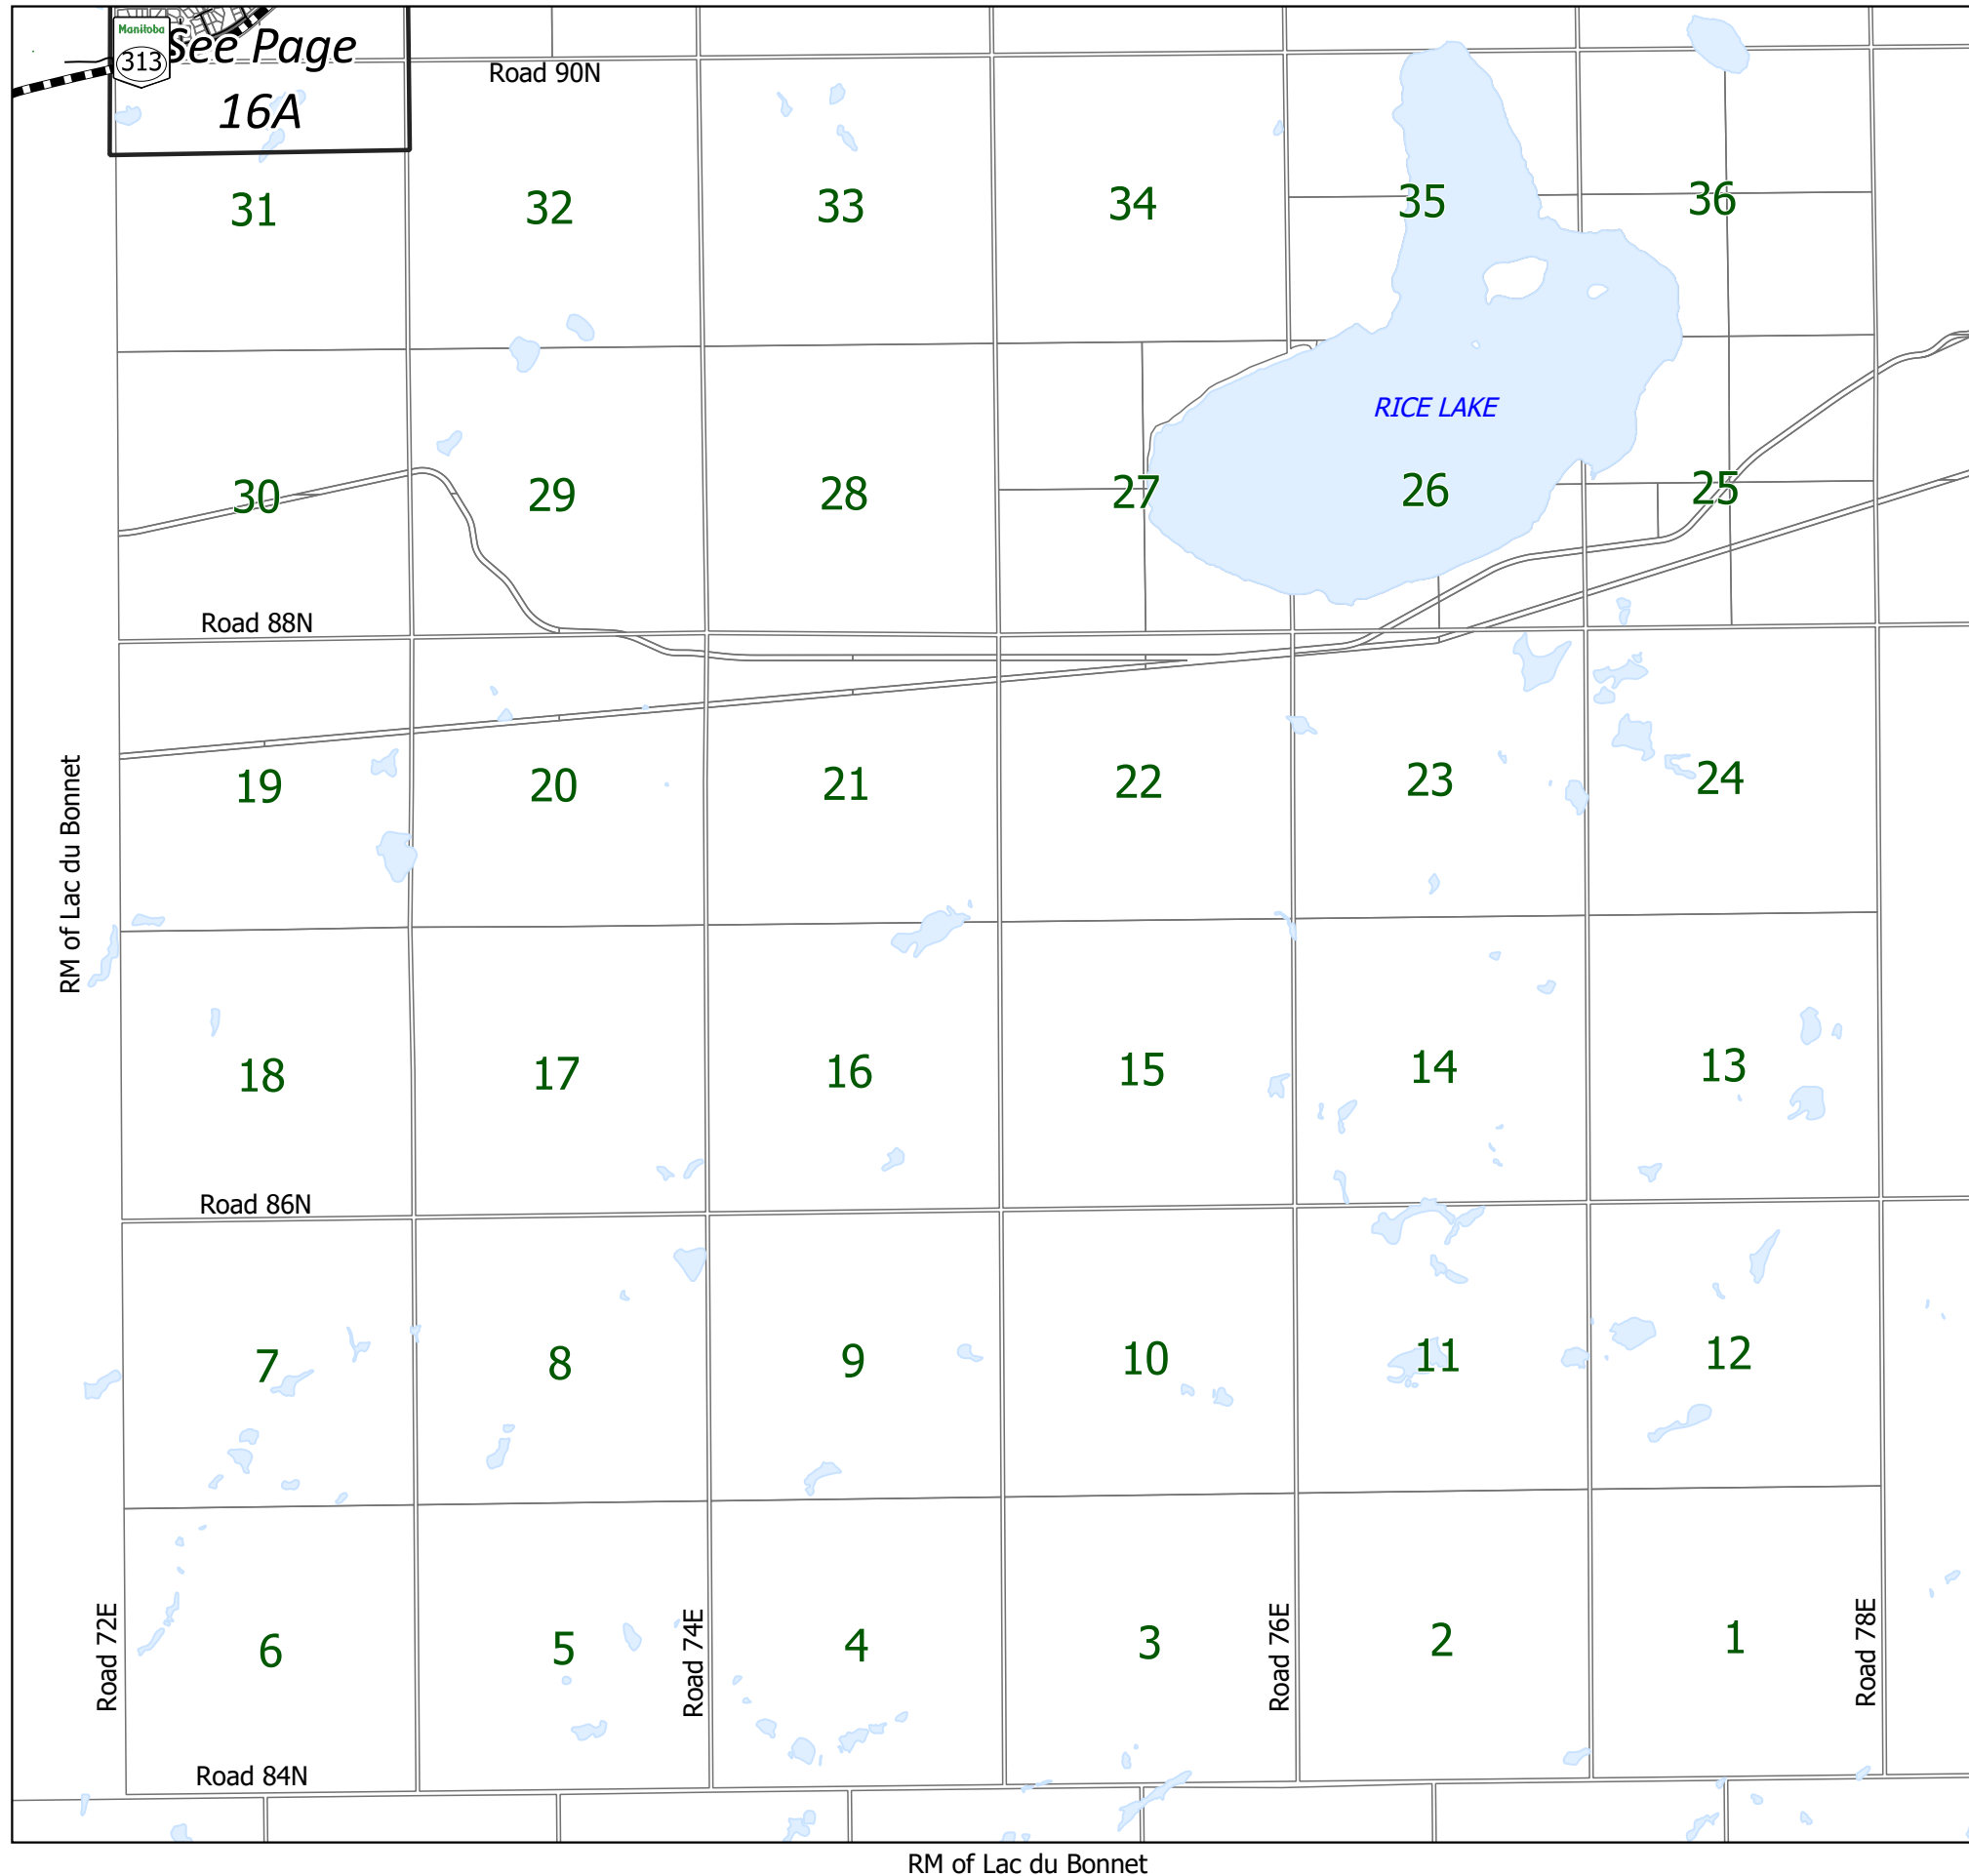 Manitoba
313
See Page
16A
Road 90N
31
32
33
34
35
36
RICE LAKE
30
29
28
27
26
25
Road 88N
19
20
21
22
23
24
RM of Lac du Bonnet
18
17
16
15
14
13
Road 86N
7
8
9
10
11
12
Road 72E
6
5
Road 74E
4
3
Road 76E
2
1
Road 78E
Road 84N
RM of Lac du Bonnet